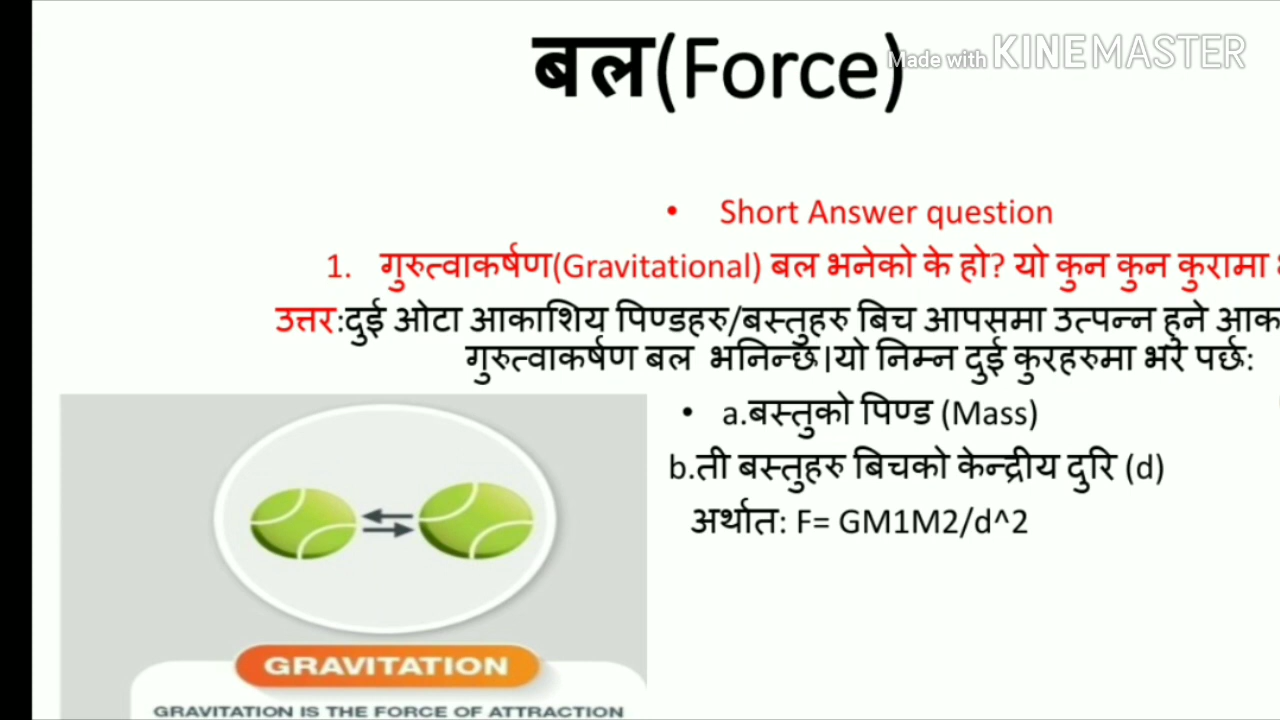 बल(Force)
Made with KINEMASTER
• Short Answer question
1. गुरुत्वाकर्षण(Gravitational) बल भनेको के हो? यो कुन कुन कुरामा
उत्तर:दुई ओटा आकाशिय पिण्डहरु/बस्तुहरु बिच आपसमा उत्पन्न हुने
गुरुत्वाकर्षण बल भनिन्छ|यो निम्न दुई कुरहरुमा भर पर्छ:
• a.बस्तुको पिण्ड (Mass)
b.ती बस्तुहरु बिचको केन्द्रीय दुरि (d)
अर्थात: F= GM1M2/d^2
GRAVITATION
GRAVITATION IS THE FORCE OF ATTRACTION